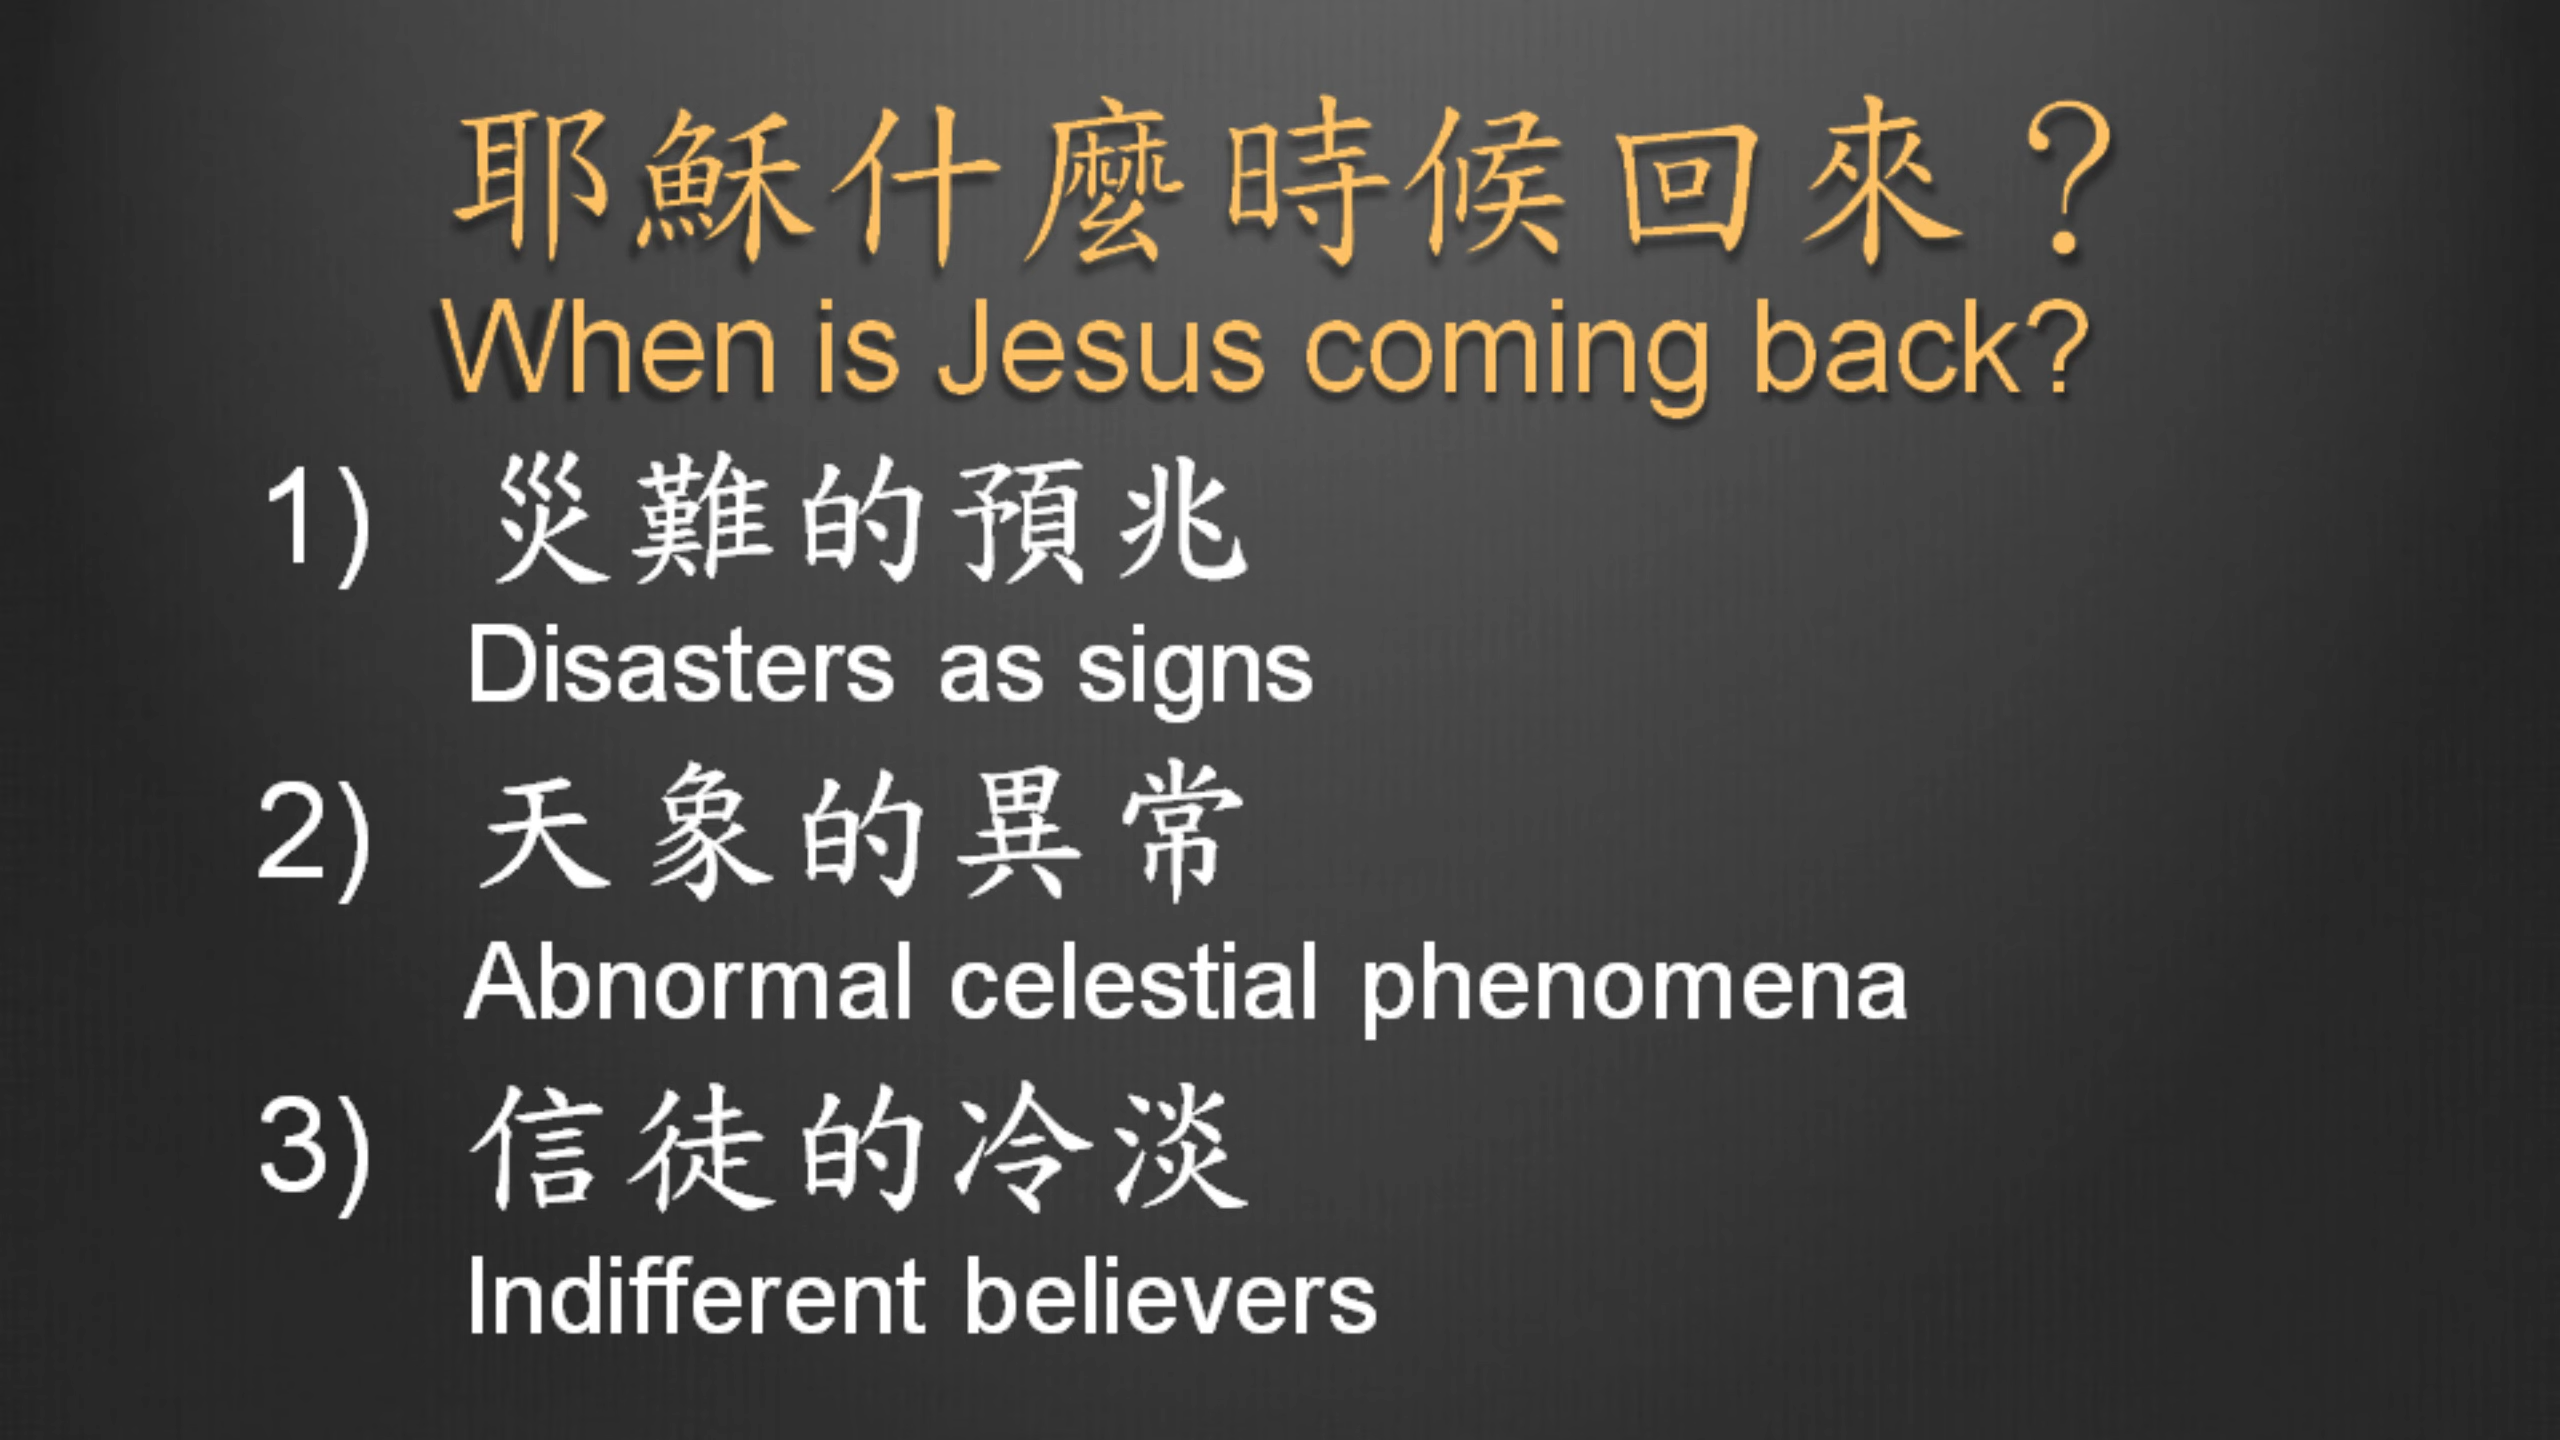 耶穌什麼時候回來？
When is Jesus coming back?
1) 災難的預兆
Disasters as signs
2) 天象的異常
Abnormal celestial phenomena
3) 信徒的冷淡
Indifferent believers